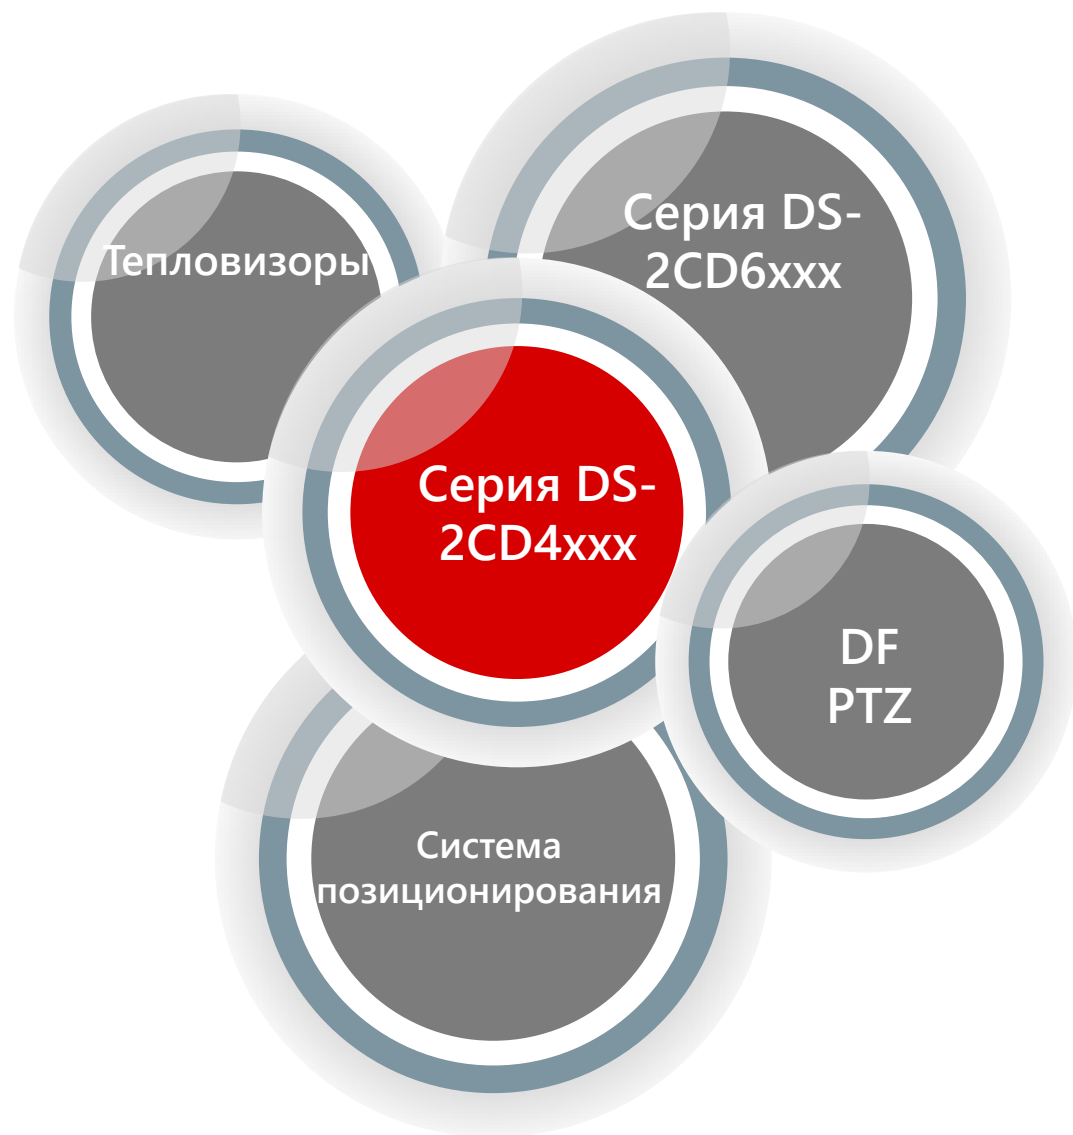 Серия DS-
2CD6xxx
Тепловизоры
Серия DS-
2CD4xxx
DF
PTZ
Система
позиционирования